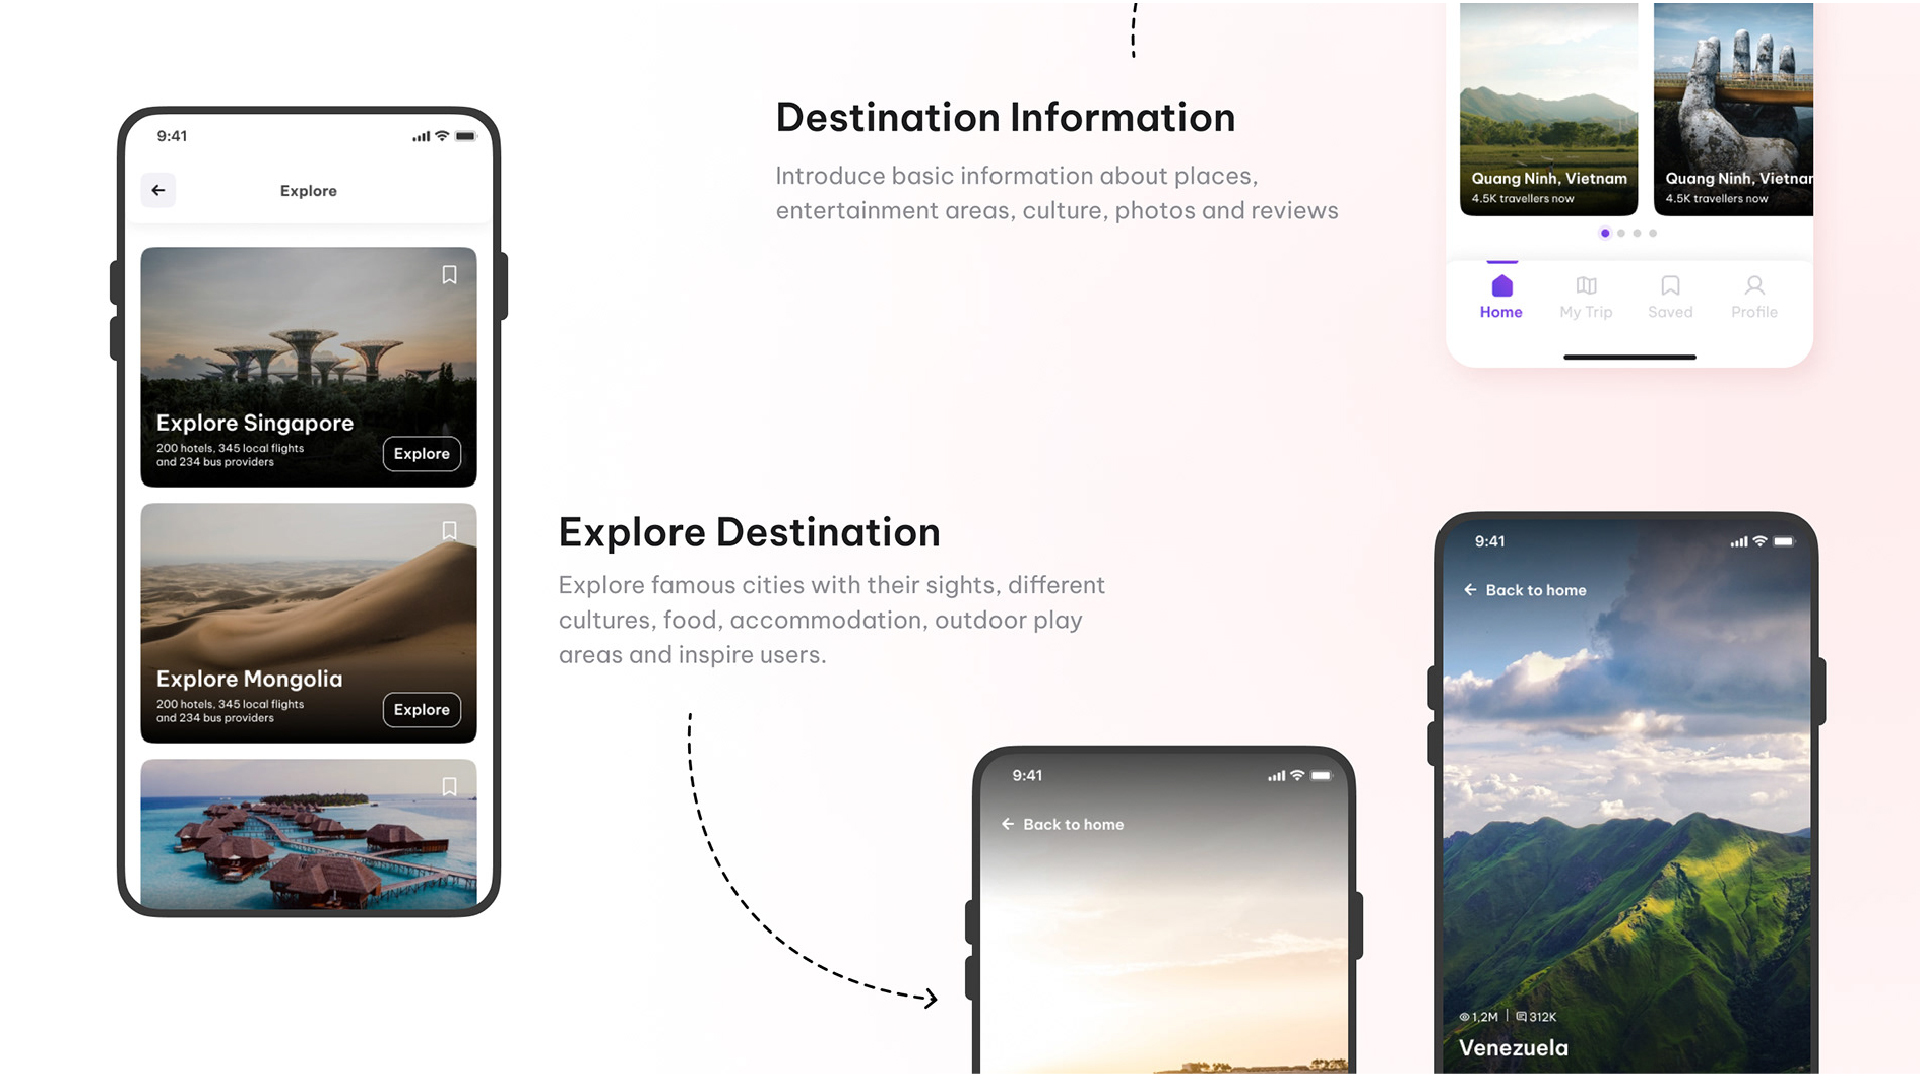 9:41
Explore
Explore Singapore
200 hotels, 345 local flights
and 234 bus providers
Explore
Explore Mongolia
200 hotels, 345 local flights
and 234 bus providers
Explore
Destination Information
Introduce basic information about places,
entertainment areas, culture, photos and reviews
Quang Ninh, Vietnam
4.5K travellers now
Quang Ninh, Vietnam
4.5K travellers now
Home
My Trip
Saved
Profile
Explore Destination
Explore famous cities with their sights, different
cultures, food, accommodation, outdoor play
areas and inspire users.
9:41
Back to home
9:41
Back to home
1,2M
312K
Venezuela